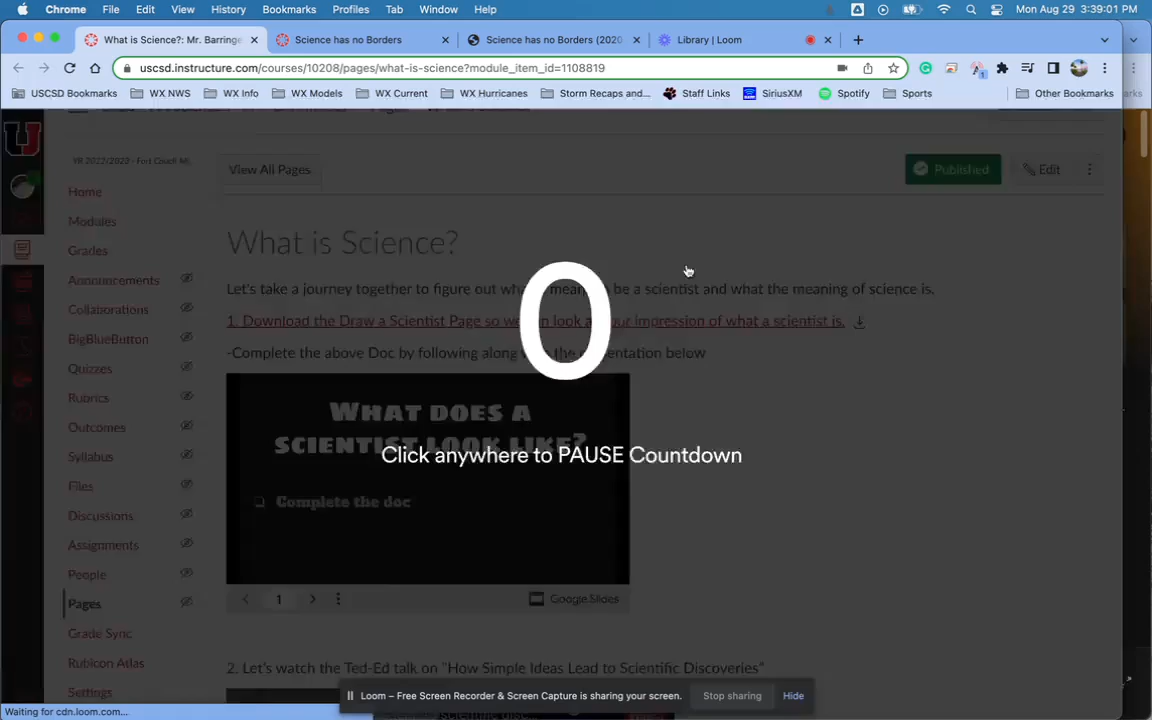 Chrome File Edit View History Bookmarks Profiles Tab Window Help Mon Aug 29 3:39:01 PM
What is Science?: Mr. Barringe Science has no Borders Science has no Borders (2020 Library | Loom
uscsd.instructure.com/courses/10208/pages/what-is-science?module_item_id=1108819
USCSD Bookmarks WX NWS WX Info WX Models WX Current WX Hurricanes Storm Recaps and... Staff Links SiriusXM Spotify Sports Other Bookmarks
View All Pages Published Edit
Home
Modules
Grades
Announcements
Collaborations
BigBlueButton
Quizzes
Rubrics
Outcomes
Syllabus
Files
Discussions
Assignments
People
Pages
Grade Sync
Rubicon Atlas
Settings
What is Science?
Let's take a journey together to figure out be a scientist and what the meaning of science is.
1. Download the Draw a Scientist Page so we look impression of what a scientist is.
-Complete the above Doc by following along presentation below
0
Click anywhere to PAUSE Countdown
What does a
scientist look like?
Complete the doc
1 Google Slides
2. Let's watch the Ted-Ed talk on "How Simple Ideas Lead to Scientific Discoveries"
Loom – Free Screen Recorder & Screen Capture is sharing your screen. Stop sharing Hide
Waiting for cdn.loom.com...